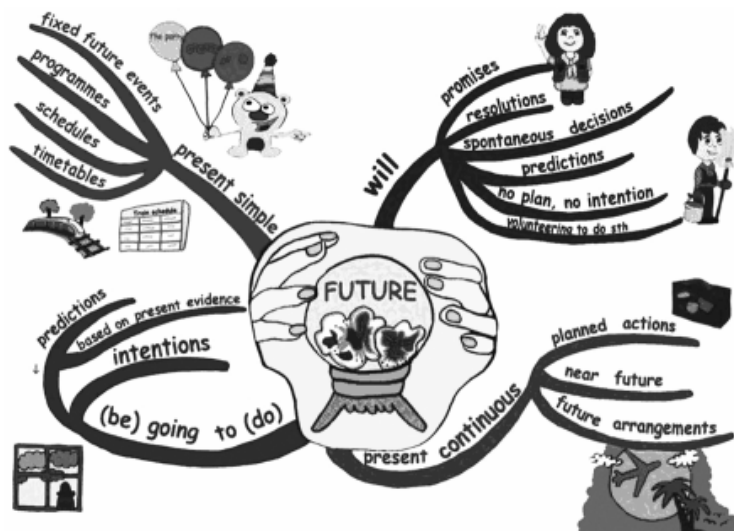 FUTURE
present simple
fixed future events
programmes
schedules
timetables
Train schedule
will
promises
resolutions
spontaneous decisions
predictions
no plan, no intention
volunteering to do sth
(be) going to (do)
predictions
based on present evidence
intentions
present continuous
planned actions
near future
future arrangements